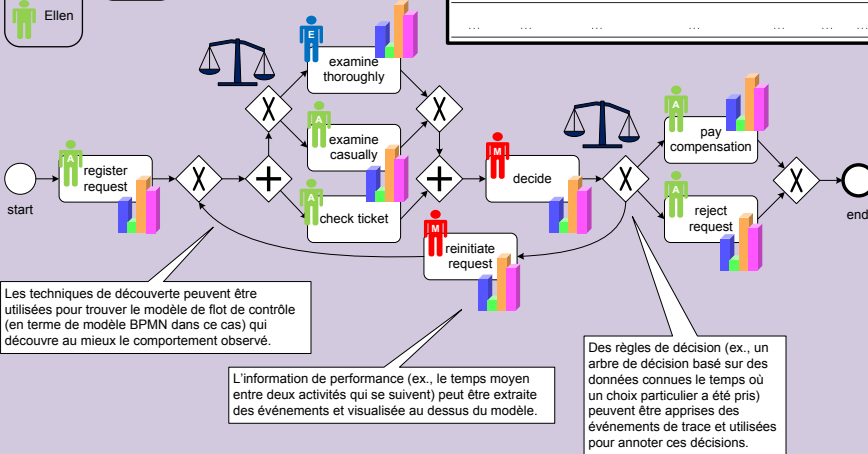 Ellen
E
examine
thoroughly
A
examine
casually
A
pay
compensation
A
register
request
M
decide
start
A
check ticket
A
reject
request
end
M
reinitiate
request
Les techniques de découverte peuvent être
utilisées pour trouver le modèle de flot de contrôle
(en terme de modèle BPMN dans ce cas) qui
découvre au mieux le comportement observé.
L'information de performance (ex., le temps moyen
entre deux activités qui se suivent) peut être extraite
des événements et visualisée au dessus du modèle.
Des règles de décision (ex., un
arbre de décision basé sur des
données connues le temps où
un choix particulier a été pris)
peuvent être apprises des
événements de trace et utilisées
pour annoter ces décisions.